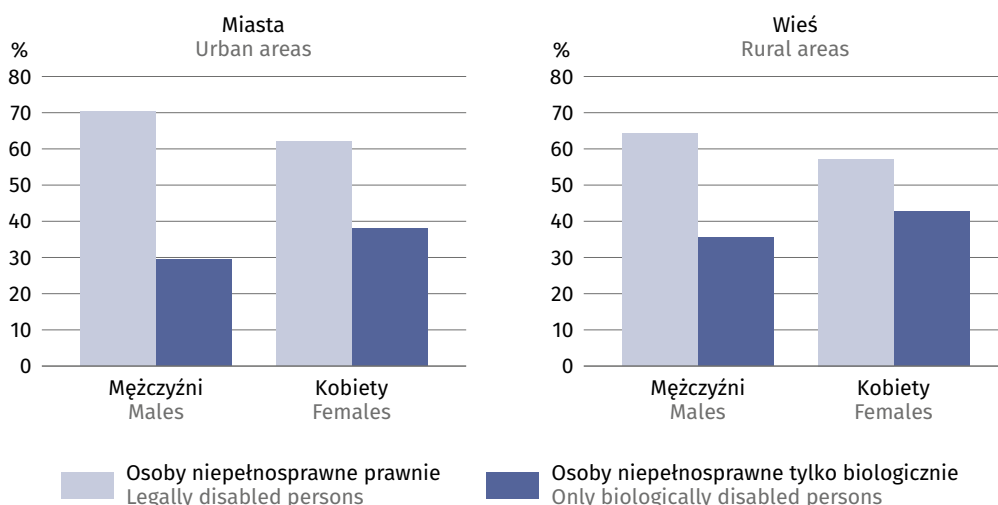 Miasta
Urban areas
%
80
70
60
50
40
30
20
10
0
Mężczyźni
Males
Kobiety
Females
Wieś
Rural areas
%
80
70
60
50
40
30
20
10
0
Mężczyźni
Males
Kobiety
Females
Osoby niepełnosprawne prawnie
Legally disabled persons
Osoby niepełnosprawne tylko biologicznie
Only biologically disabled persons